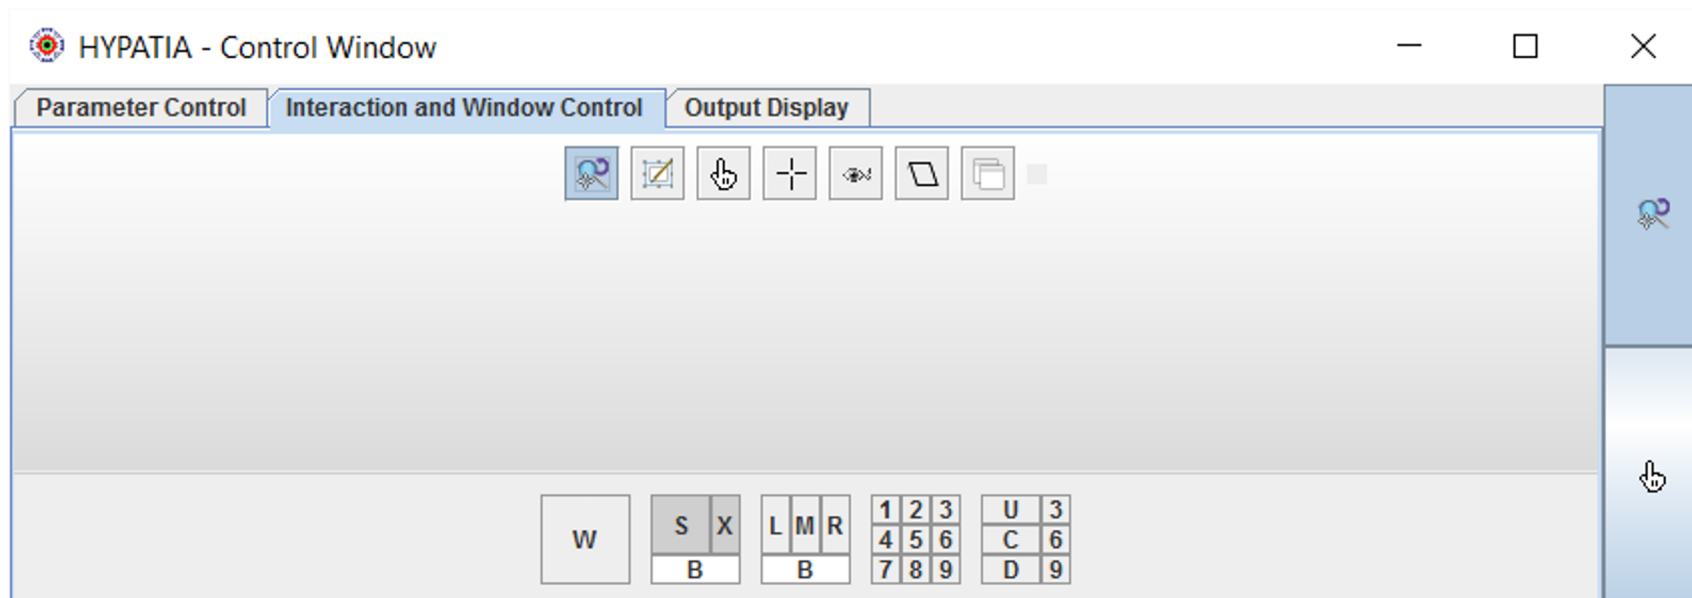 HYPATIA - Control Window
Parameter Control Interaction and Window Control Output Display
W S X L M R 1 2 3 U 3
4 5 6 C 6
B B 7 8 9 D 9